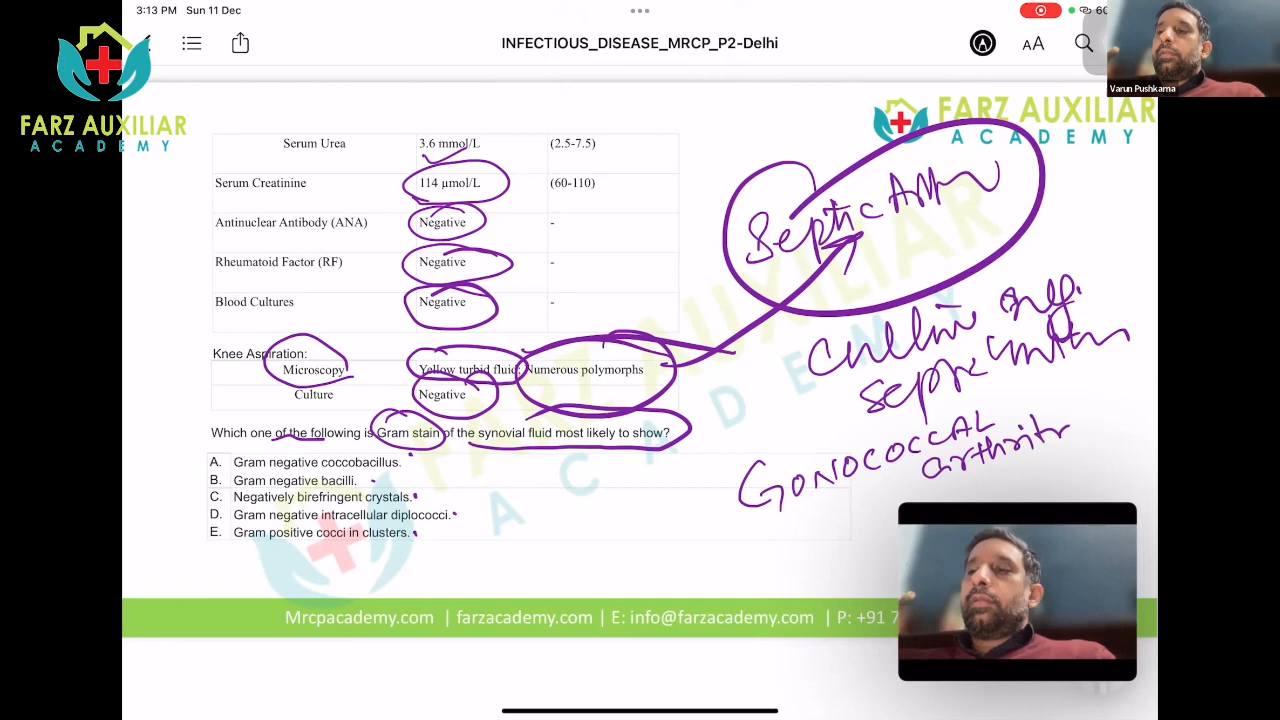 3:13 PM Sun 11 Dec
INFECTIOUS_DISEASE_MRCP_P2-Delhi
AA
Varun Pushkarna
FARZ AUXILIAR
ACADEMY
FARZ AUXILIAR
ACADEMY
Serum Urea 3.6 mmol/L (2.5-7.5)
Serum Creatinine 114 µmol/L (60-110)
Antinuclear Antibody (ANA) Negative -
Rheumatoid Factor (RF) Negative -
Blood Cultures Negative -
Knee Aspiration:
Microscopy Yellow turbid fluid; Numerous polymorphs
Culture Negative
Which one of the following is Gram stain of the synovial fluid most likely to show?
A. Gram negative coccobacillus.
B. Gram negative bacilli.
C. Negatively birefringent crystals.
D. Gram negative intracellular diplococci.
E. Gram positive cocci in clusters.
Septic
Culture neg.
GONOCOCCAL
arthritis
Mrcpacademy.com | farzacademy.com | E: info@farzacademy.com | P: +91 7